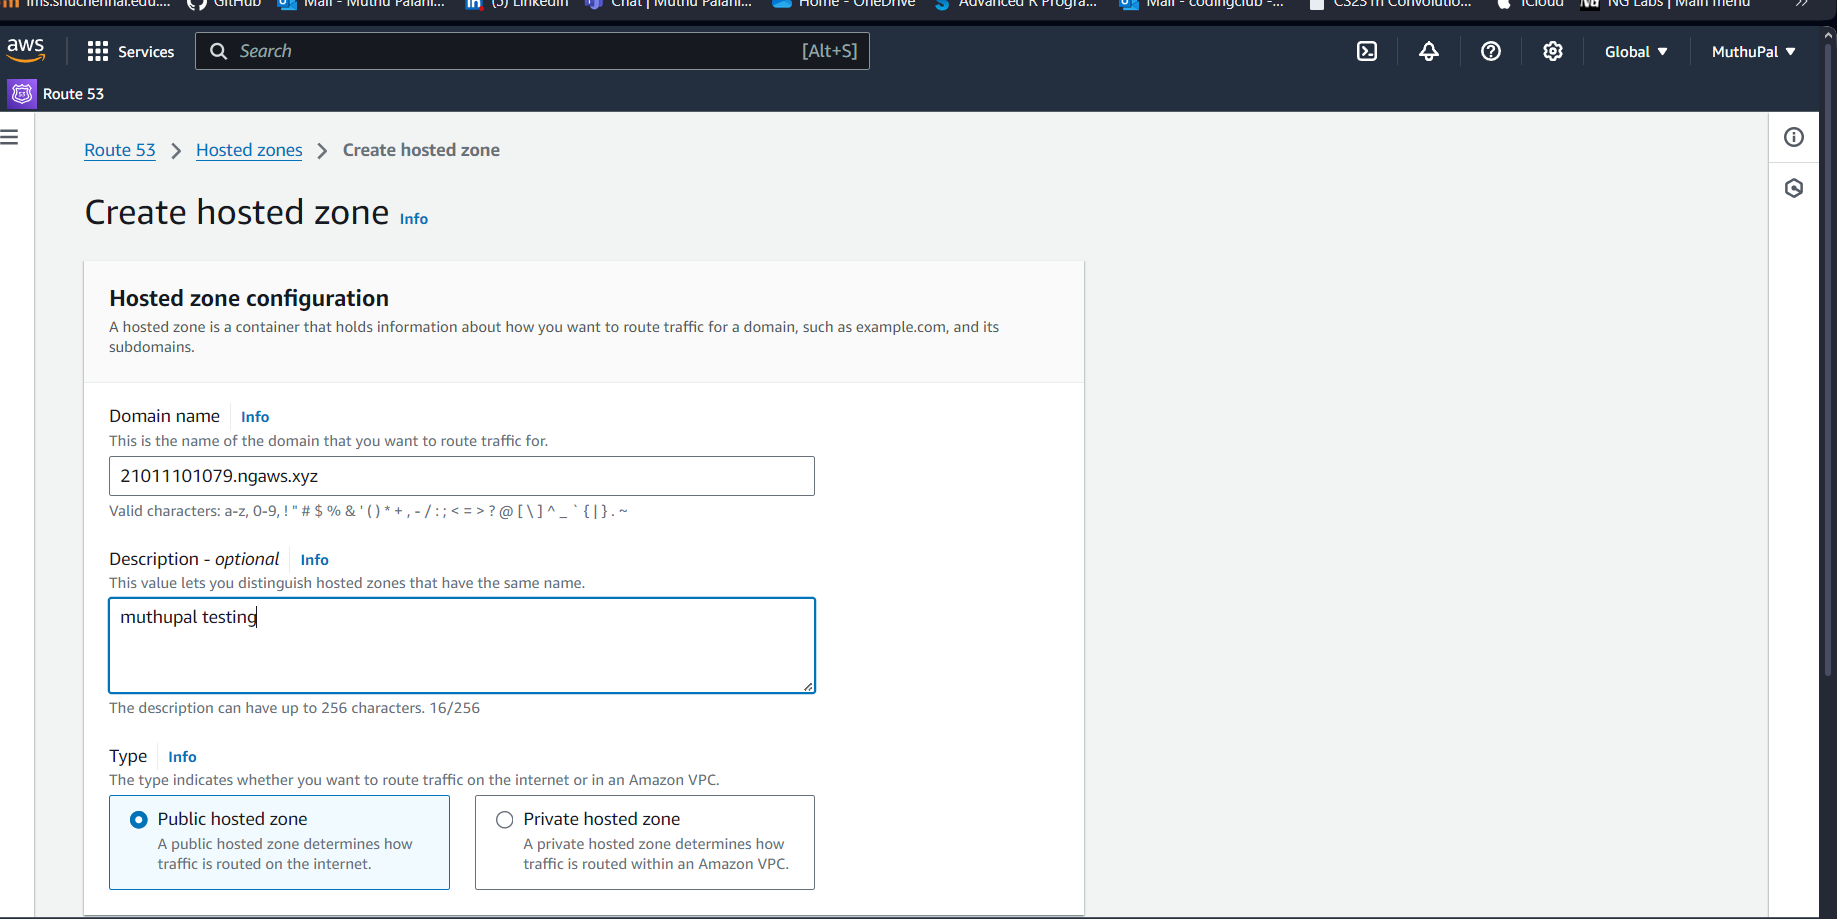 lms.snuchennai.edu.... GitHub Mail - Muthu Palani... (5) LinkedIn Chat | Muthu Palani... Home - OneDrive Advanced R Progra... Mail - codingclub -... CS231n Convolutio... iCloud NG Labs | Main menu
aws Services Search [Alt+S] Global MuthuPal
Route 53
Route 53 > Hosted zones > Create hosted zone
Create hosted zone Info
Hosted zone configuration
A hosted zone is a container that holds information about how you want to route traffic for a domain, such as example.com, and its
subdomains.
Domain name Info
This is the name of the domain that you want to route traffic for.
21011101079.ngaws.xyz
Valid characters: a-z, 0-9, ! " # $ % & ' ( ) * + , - / : ; < = > ? @ [ \ ] ^ _ ` { | } . ~
Description - optional Info
This value lets you distinguish hosted zones that have the same name.
muthupal testing
The description can have up to 256 characters. 16/256
Type Info
The type indicates whether you want to route traffic on the internet or in an Amazon VPC.
Public hosted zone
A public hosted zone determines how
traffic is routed on the internet.
Private hosted zone
A private hosted zone determines how
traffic is routed within an Amazon VPC.